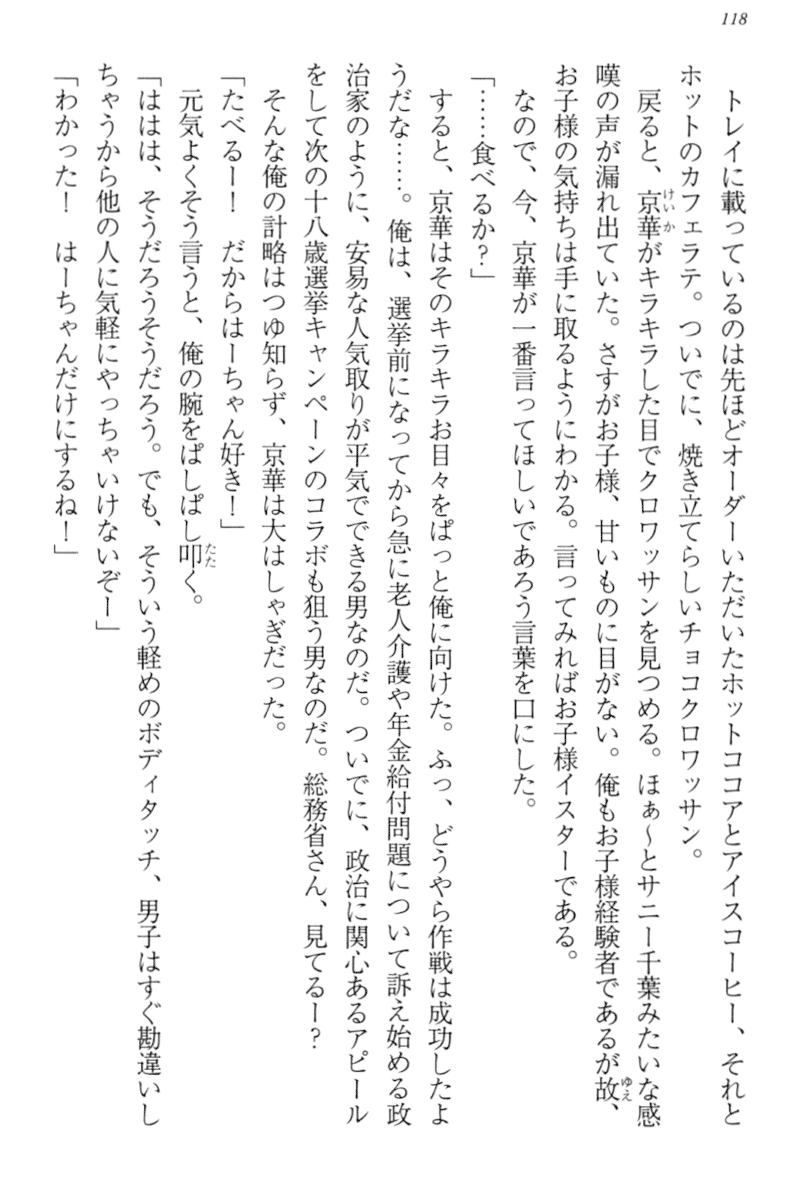 118
トレイに載っているのは先ほどオーダーいただいたホットココアとアイスコーヒー、それと
ホットのカフェラテ。ついでに、焼き立てらしいチョコクロワッサン。
戻ると、京華がキラキラした目でクロワッサンを見つめる。ほぁ〜とサニー千葉みたいな感
嘆の声が漏れ出ていた。さすがお子様、甘いものに目がない。俺もお子様経験者であるが故、
お子様の気持ちは手に取るようにわかる。言ってみればお子様イスターである。
なので、今、京華が一番言ってほしいであろう言葉を口にした。
「……食べるか?」
すると、京華はそのキラキラお目々をぱっと俺に向けた。ふっ、どうやら作戦は成功したよ
うだな……。俺は、選挙前になってから急に老人介護や年金給付問題について訴え始める政
治家のように、安易な人気取りが平気でできる男なのだ。ついでに、政治に関心あるアピール
をして次の十八歳選挙キャンペーンのコラボも狙う男なのだ。総務省さん、見てるー?
そんな俺の計略はつゆ知らず、京華は大はしゃぎだった。
「たべるー! だからはーちゃん好き!」
元気よくそう言うと、俺の腕をぱしぱし叩く。
「ははは、そうだろうそうだろう。でも、そういう軽めのボディタッチ、男子はすぐ勘違いし
ちゃうから他の人に気軽にやっちゃいけないぞー」
「わかった! はーちゃんだけにするね!」